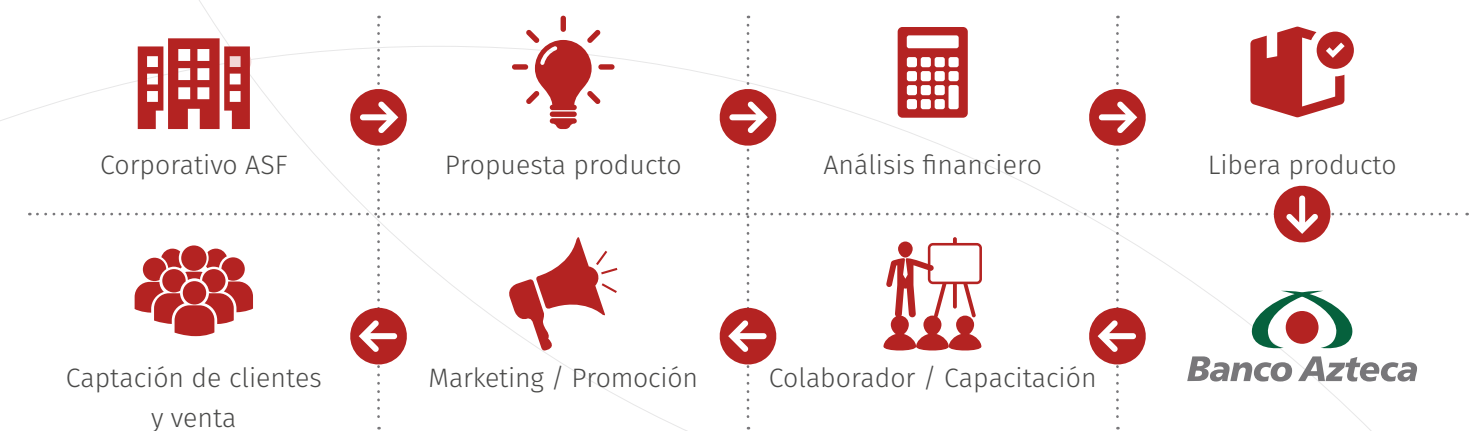 Corporativo ASF
Propuesta producto
Análisis financiero
Libera producto
Banco Azteca
Colaborador / Capacitación
Marketing / Promoción
Captación de clientes
y venta